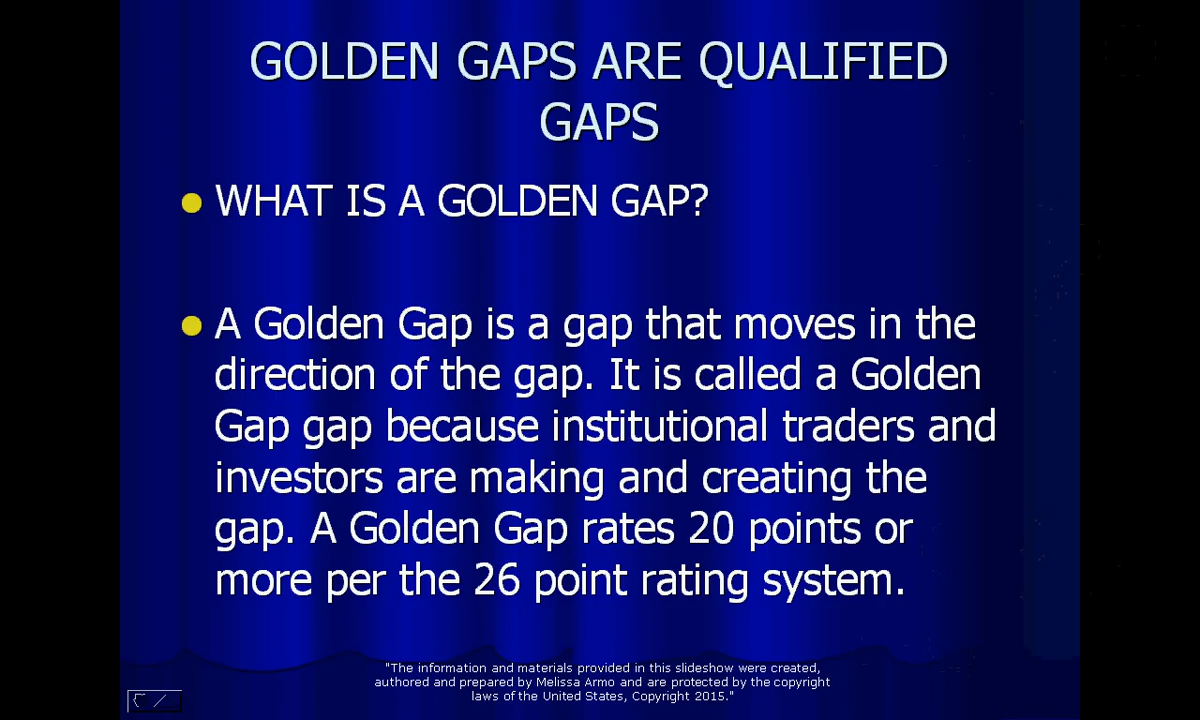 GOLDEN GAPS ARE QUALIFIED
GAPS
WHAT IS A GOLDEN GAP?
A Golden Gap is a gap that moves in the
direction of the gap. It is called a Golden
Gap gap because institutional traders and
investors are making and creating the
gap. A Golden Gap rates 20 points or
more per the 26 point rating system.
"The information and materials provided in this slideshow were created,
authored and prepared by Melissa Armo and are protected by the copyright
laws of the United States, Copyright 2015."